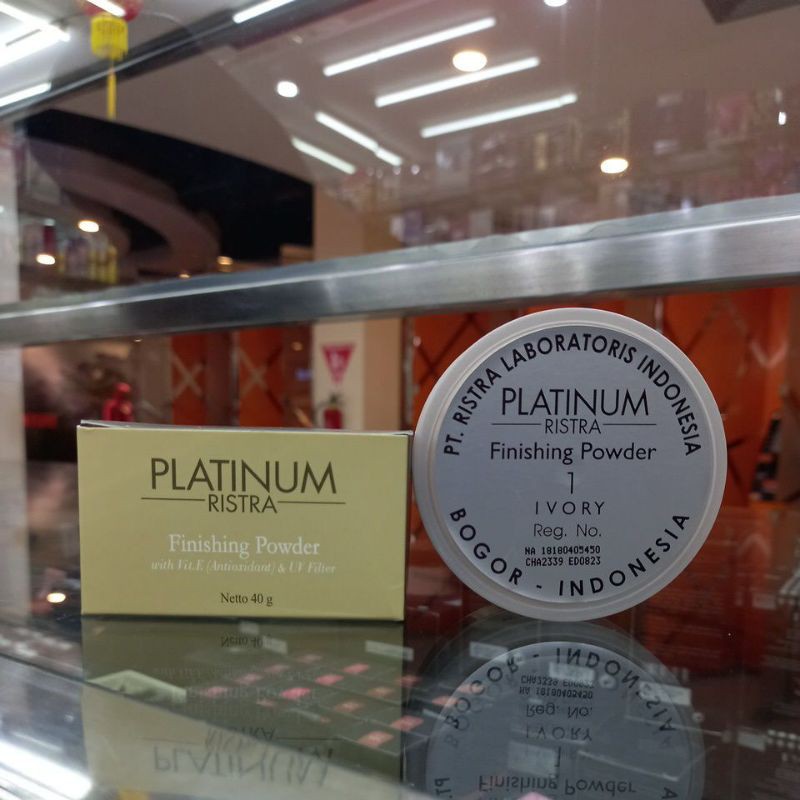 PLATINUM
RISTRA
Finishing Powder
with Vit.E (Antioxidant) & UV Filter
Netto 40 g
PT. RISTRA LABORATORIS INDONESIA
PLATINUM
RISTRA
Finishing Powder
1
IVORY
Reg. No.
NA 18180405450
CHA2339 ED0823
BOGOR - INDONESIA